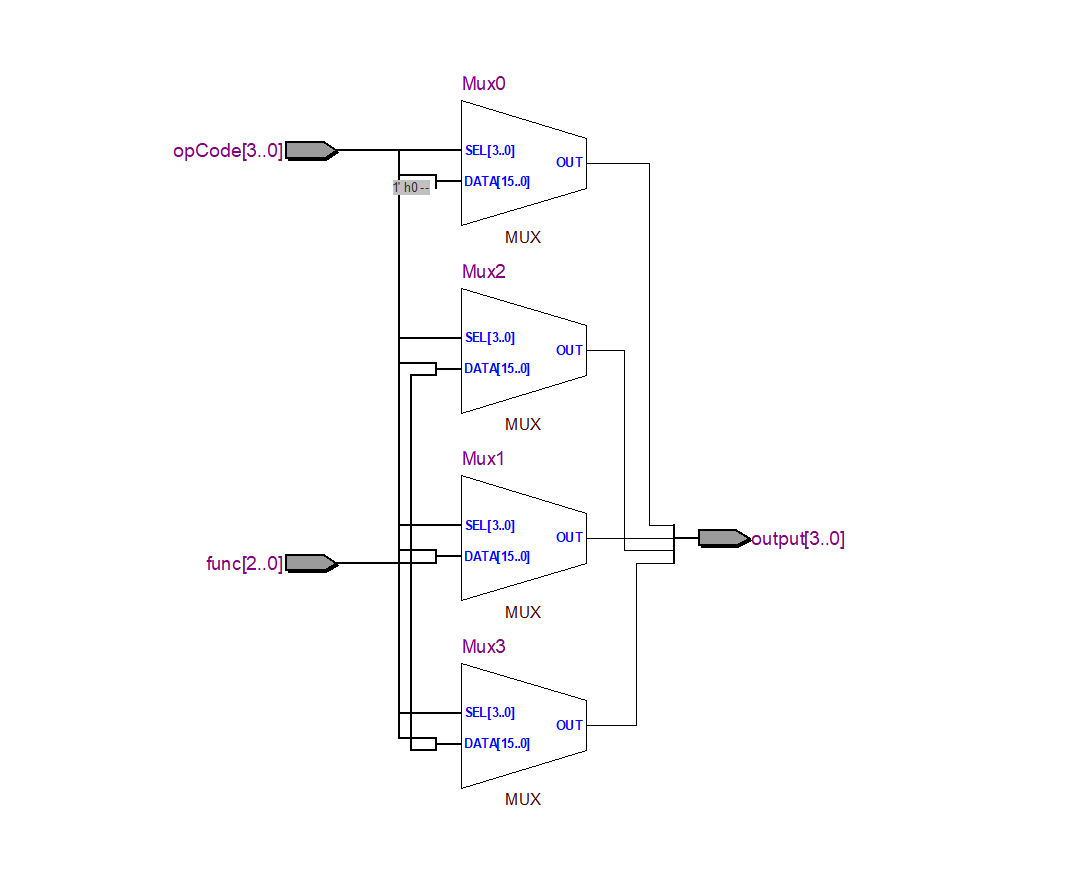 Mux0
opCode[3..0]
SEL[3..0]
OUT
DATA[15..0]
1' h0 --
MUX
Mux2
SEL[3..0]
OUT
DATA[15..0]
MUX
Mux1
SEL[3..0]
OUT
output[3..0]
DATA[15..0]
func[2..0]
MUX
Mux3
SEL[3..0]
OUT
DATA[15..0]
MUX